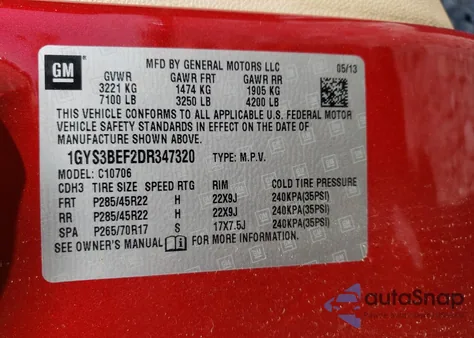 GM
MFD BY GENERAL MOTORS LLC
05/13
GVWR GAWR FRT GAWR RR
3221 KG 1474 KG 1905 KG
7100 LB 3250 LB 4200 LB
THIS VEHICLE CONFORMS TO ALL APPLICABLE U.S. FEDERAL MOTOR
VEHICLE SAFETY STANDARDS IN EFFECT ON THE DATE OF
MANUFACTURE SHOWN ABOVE.
1GYS3BEF2DR347320 TYPE: M.P.V.
MODEL: C10706
CDH3 TIRE SIZE SPEED RTG RIM COLD TIRE PRESSURE
FRT P285/45R22 H 22X9J 240KPA(35PSI)
RR P285/45R22 H 22X9J 240KPA(35PSI)
SPA P265/70R17 S 17X7.5J 240KPA(35PSI)
SEE OWNER'S MANUAL FOR MORE INFORMATION.
autoSnap